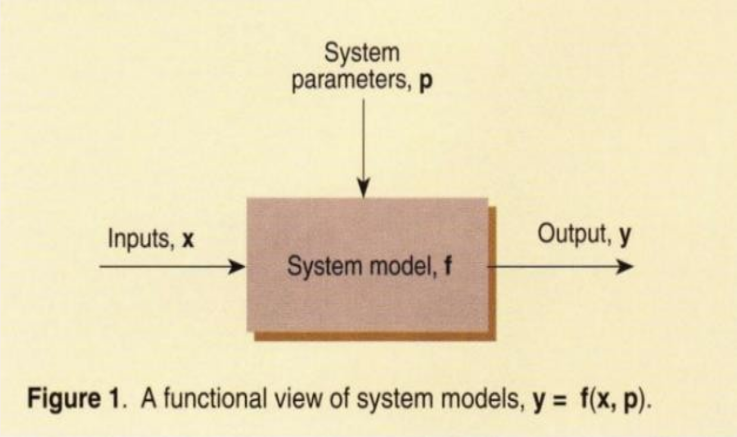 System
parameters, p
Inputs, x
System model, f
Output, y
Figure 1. A functional view of system models, y = f(x, p).